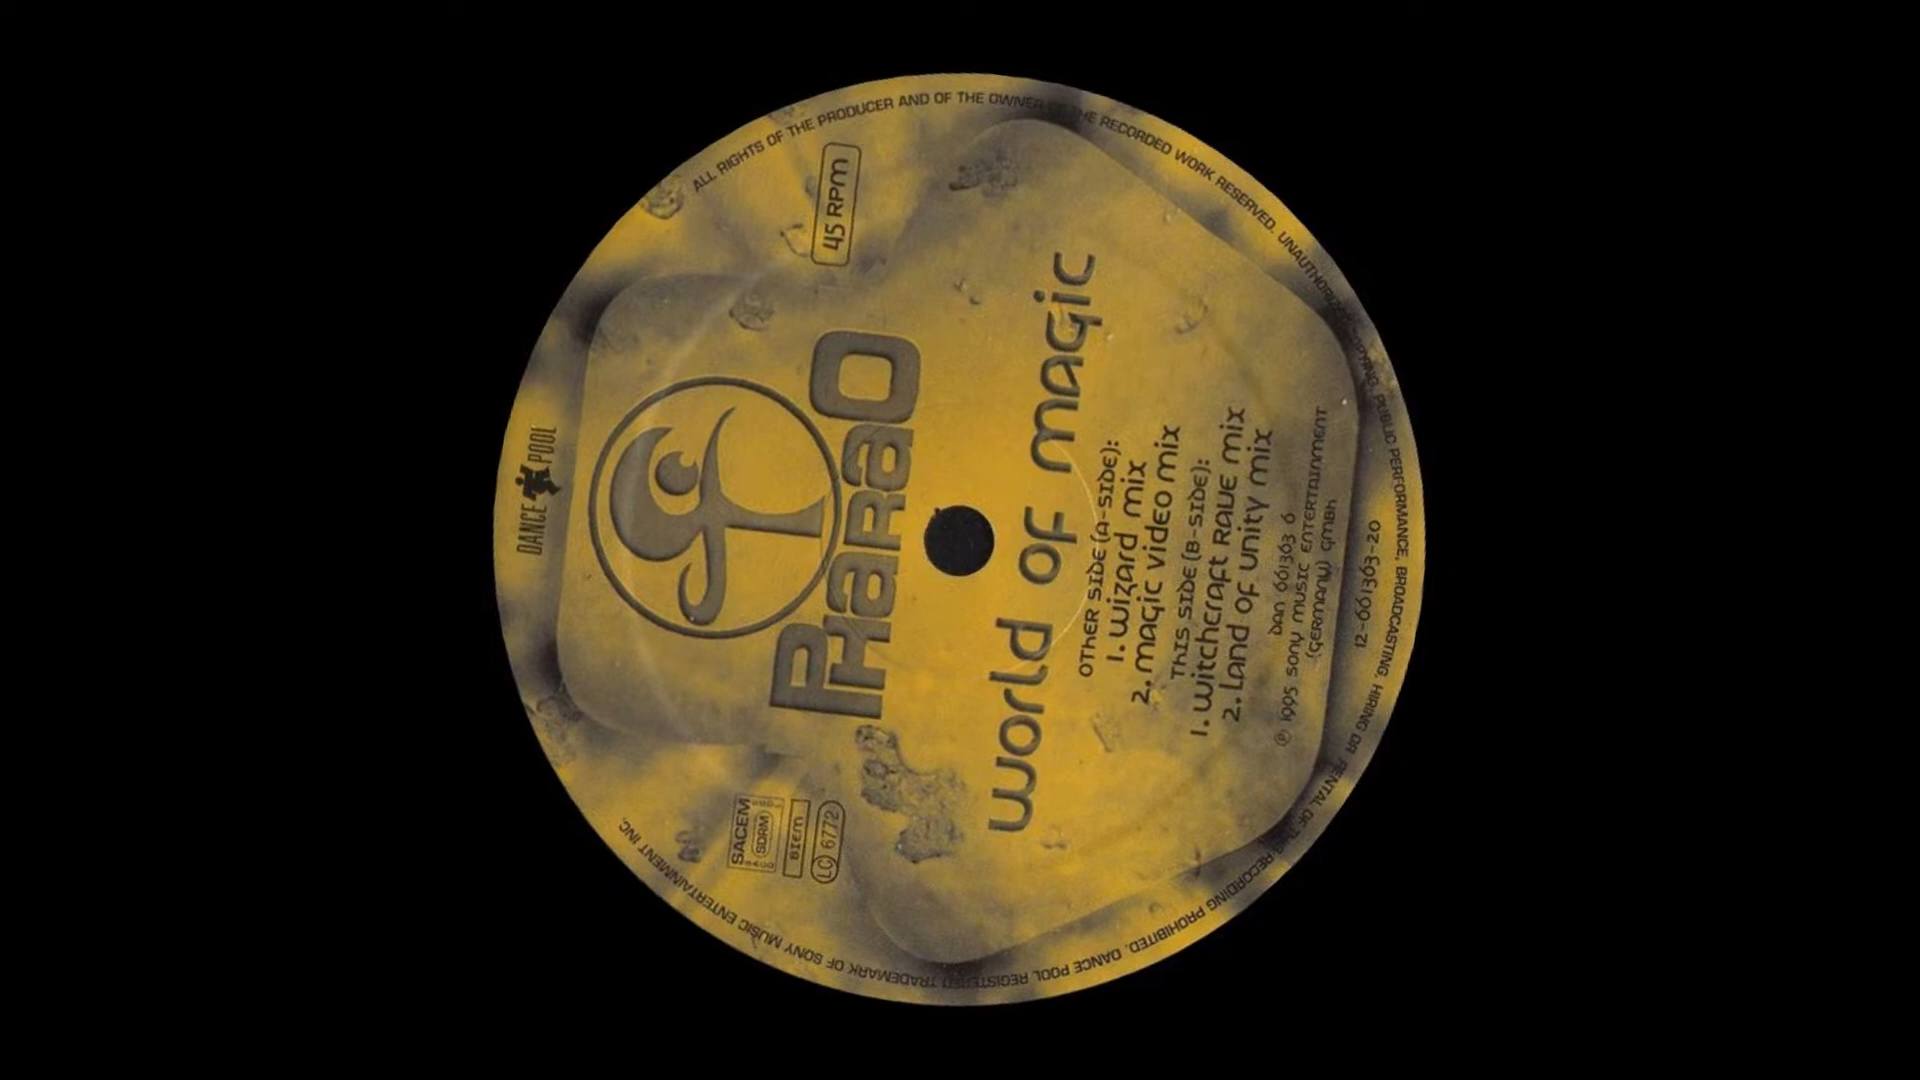 DANCE POOL
PHARAO
45 RPM
SACEM
SDRM
BIEM
LC 6772
World of Magic
Other Side (A-Side):
1. Wizard Mix
2. Magic Video Mix
This Side (B-Side):
1. Witchcraft Rave Mix
2. Land of Unity Mix
℗ 1995 Sony Music Entertainment
(Germany) GmbH
DAN 661363 6
12-661363-20
ALL RIGHTS OF THE PRODUCER AND OF THE OWNER OF THE RECORDED WORK RESERVED. UNAUTHORIZED COPYING, PUBLIC PERFORMANCE, BROADCASTING, HIRING OR RENTAL OF THIS RECORDING PROHIBITED. DANCE POOL REGISTERED TRADEMARK OF SONY MUSIC ENTERTAINMENT INC.